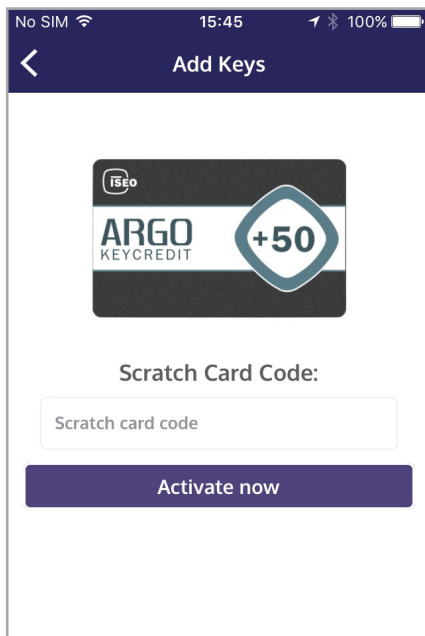 No SIM 15:45 100%
Add Keys
ISEO
ARGO
KEYCREDIT
+50
Scratch Card Code:
Scratch card code
Activate now